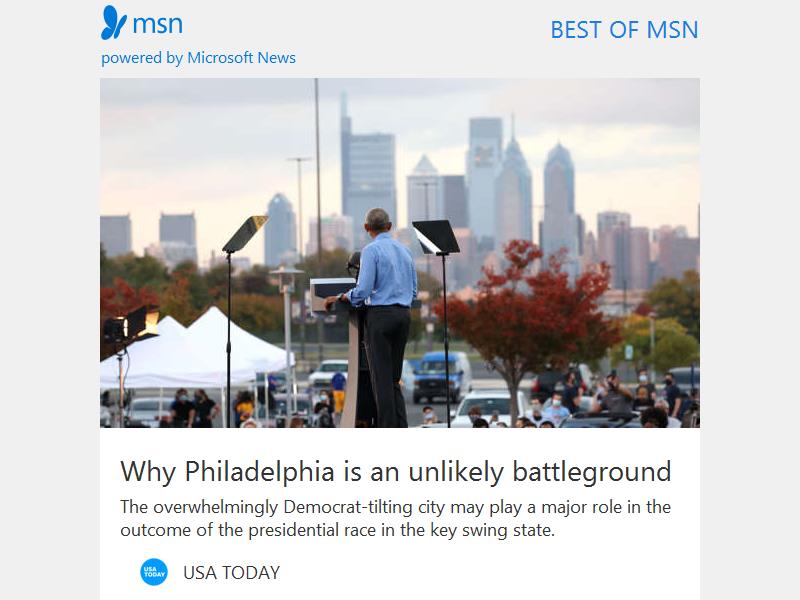 msn
BEST OF MSN
powered by Microsoft News
Why Philadelphia is an unlikely battleground
The overwhelmingly Democrat-tilting city may play a major role in the
outcome of the presidential race in the key swing state.
USA
TODAY
USA TODAY